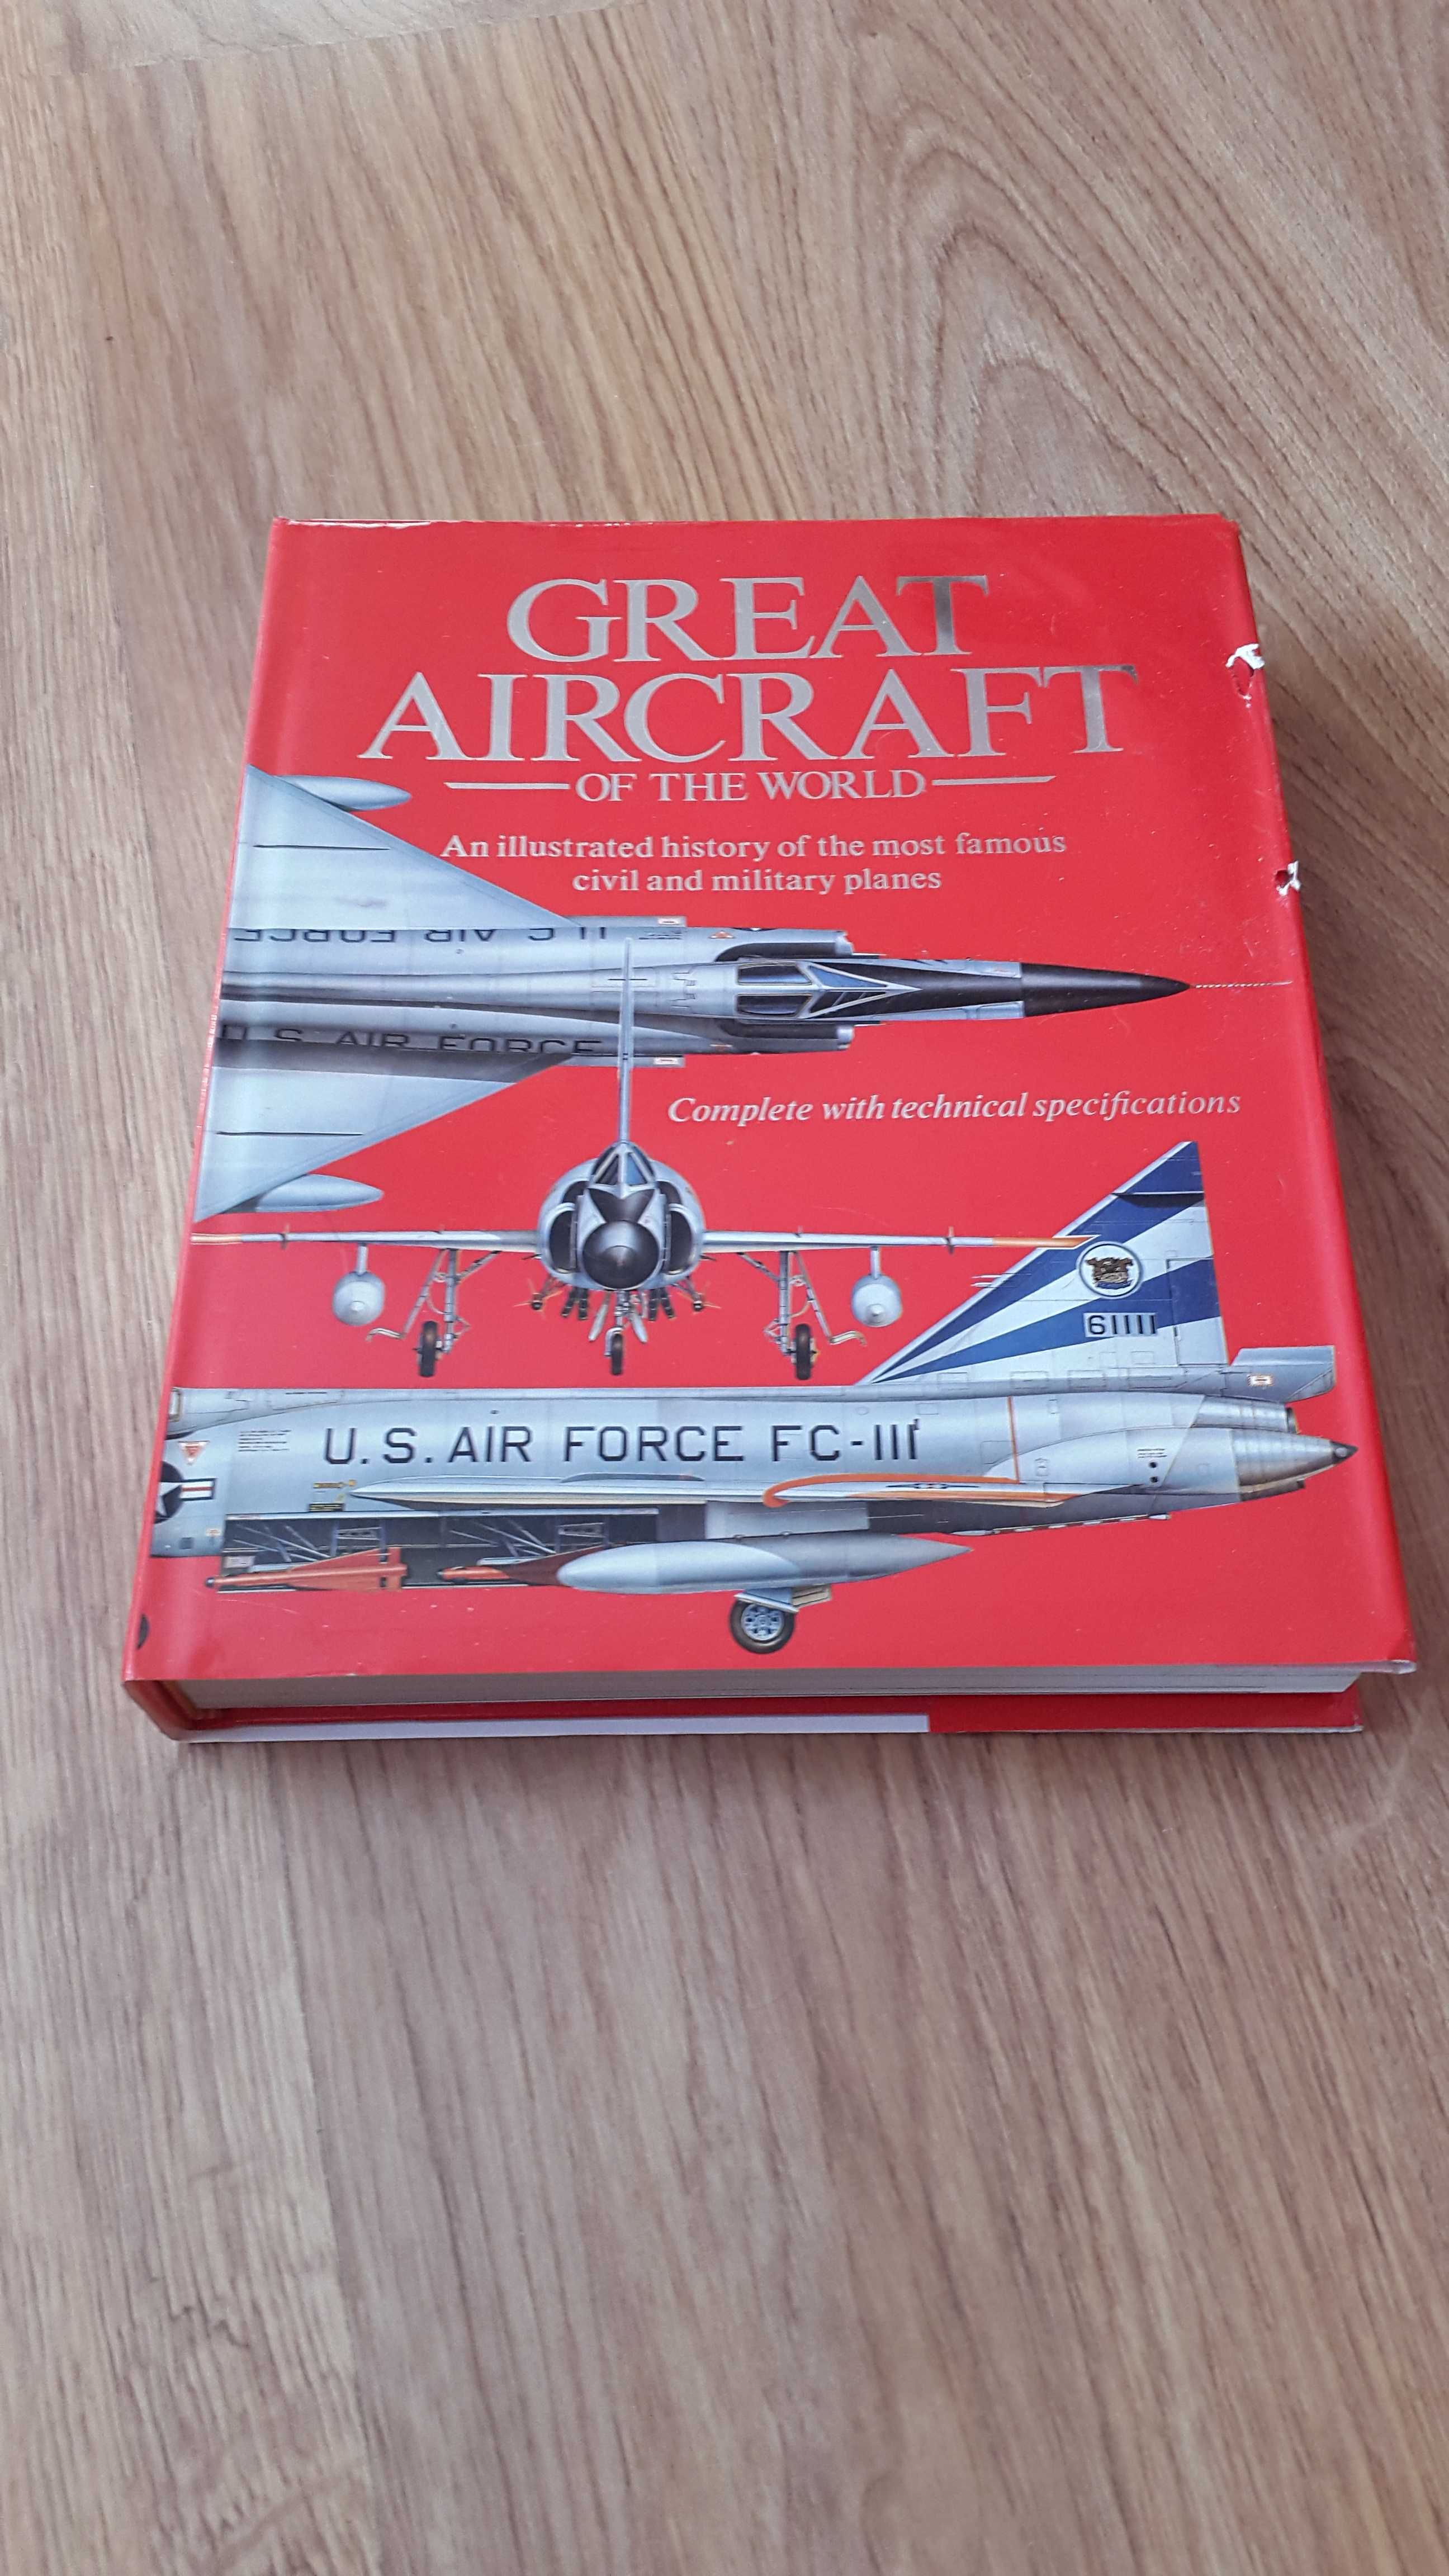 GREAT
AIRCRAFT
OF THE WORLD
An illustrated history of the most famous
civil and military planes
U.S. AIR FORCE
U.S. AIR FORCE
Complete with technical specifications
61111
U.S. AIR FORCE FC-111